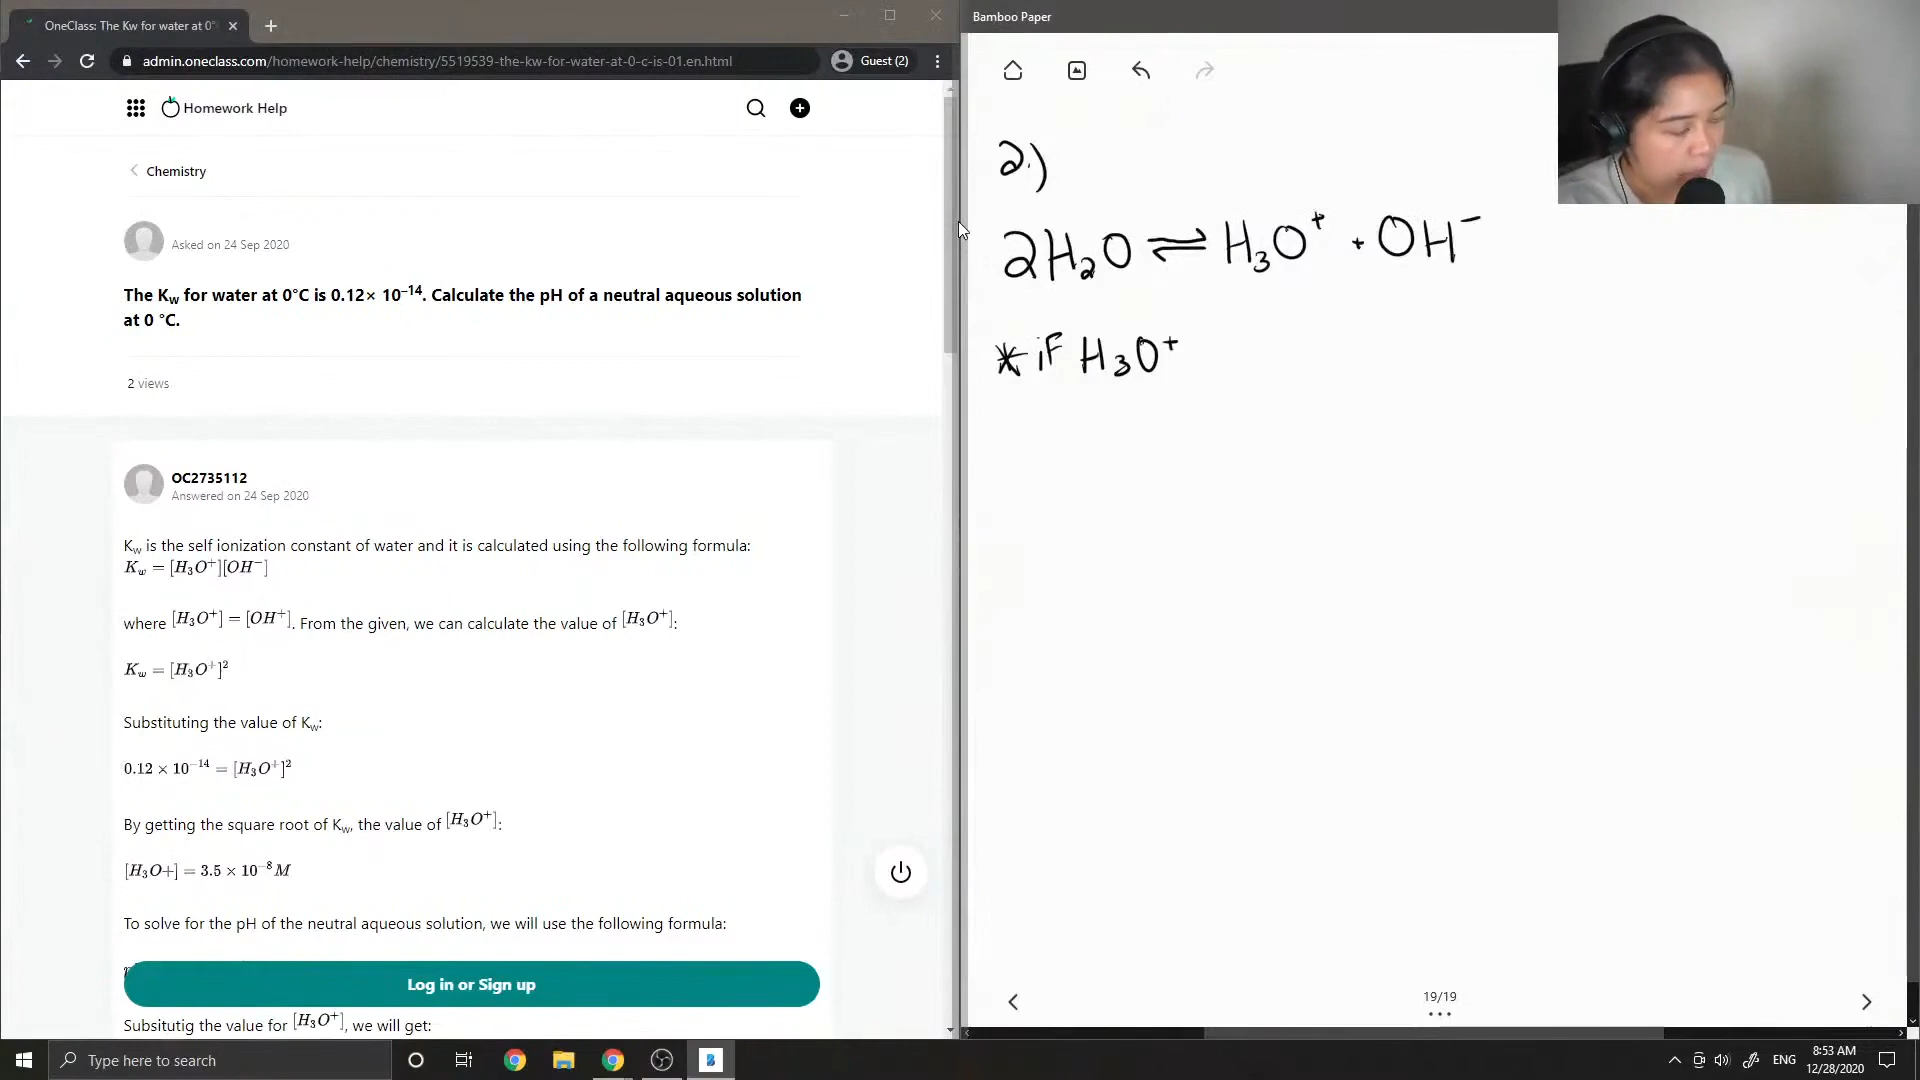 OneClass: The Kw for water at 0°
admin.oneclass.com/homework-help/chemistry/5519539-the-kw-for-water-at-0-c-is-01.en.html
Guest (2)
Homework Help
Chemistry
Asked on 24 Sep 2020
The Kw for water at 0°C is 0.12× 10⁻¹⁴. Calculate the pH of a neutral aqueous solution
at 0 °C.
2 views
OC2735112
Answered on 24 Sep 2020
Kw is the self ionization constant of water and it is calculated using the following formula:
Kw = [H₃O⁺][OH⁻]
where [H₃O⁺] = [OH⁺]. From the given, we can calculate the value of [H₃O⁺]:
Kw = [H₃O⁺]²
Substituting the value of Kw:
0.12 × 10⁻¹⁴ = [H₃O⁺]²
By getting the square root of Kw, the value of [H₃O⁺]:
[H₃O+] = 3.5 × 10⁻⁸ M
To solve for the pH of the neutral aqueous solution, we will use the following formula:
Log in or Sign up
Subsitutig the value for [H₃O⁺], we will get:
Bamboo Paper
2.)
2H₂O ⇌ H₃O⁺ + OH⁻
* if H₃O⁺
19/19
Type here to search
ENG
8:53 AM
12/28/2020